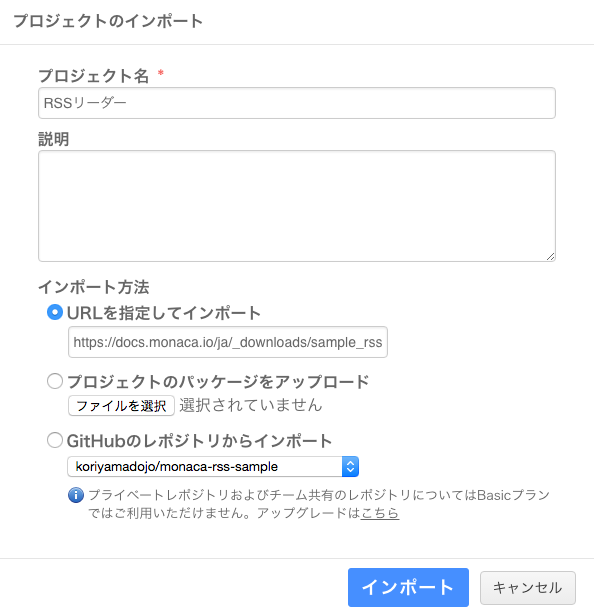 プロジェクトのインポート
プロジェクト名 *
RSSリーダー
説明
インポート方法
URLを指定してインポート
https://docs.monaca.io/ja/_downloads/sample_rss
プロジェクトのパッケージをアップロード
ファイルを選択 選択されていません
GitHubのレポジトリからインポート
koriyamadojo/monaca-rss-sample
プライベートレポジトリおよびチーム共有のレポジトリについてはBasicプラン
ではご利用いただけません。アップグレードはこちら
インポート キャンセル